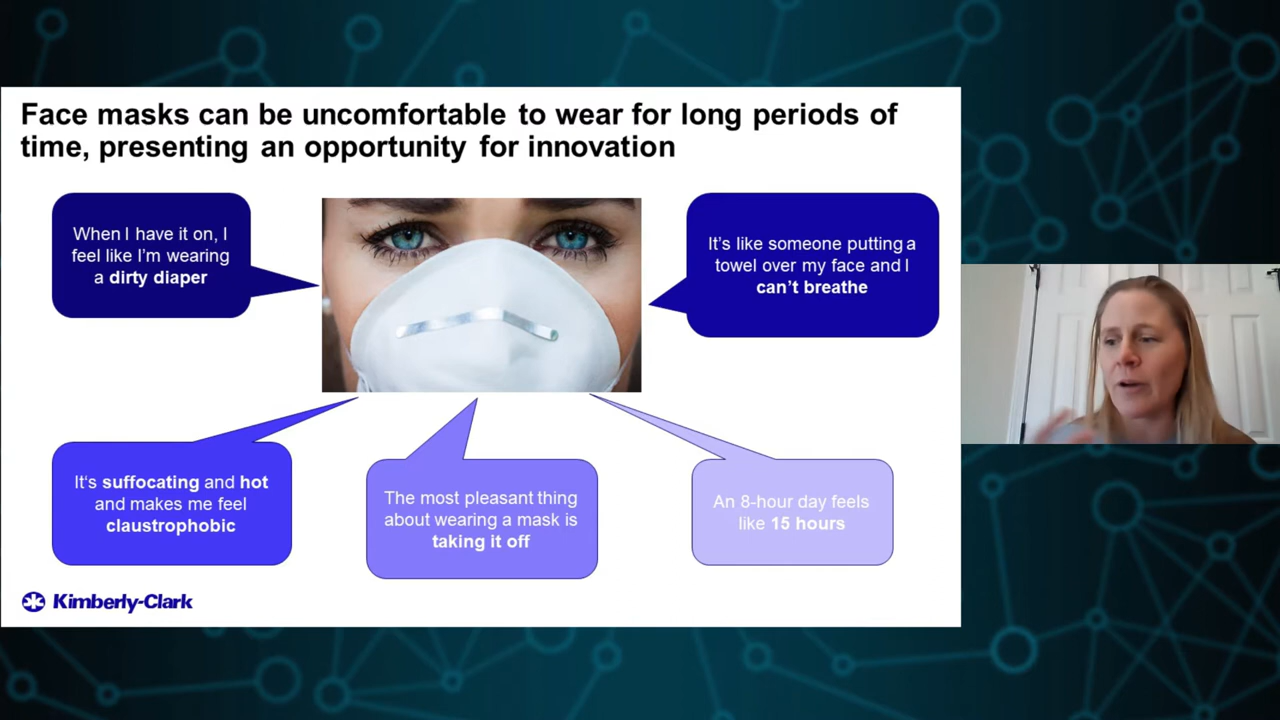 Face masks can be uncomfortable to wear for long periods of
time, presenting an opportunity for innovation
When I have it on, I
feel like I'm wearing
a dirty diaper
It's like someone putting a
towel over my face and I
can't breathe
It's suffocating and hot
and makes me feel
claustrophobic
The most pleasant thing
about wearing a mask is
taking it off
An 8-hour day feels
like 15 hours
Kimberly-Clark